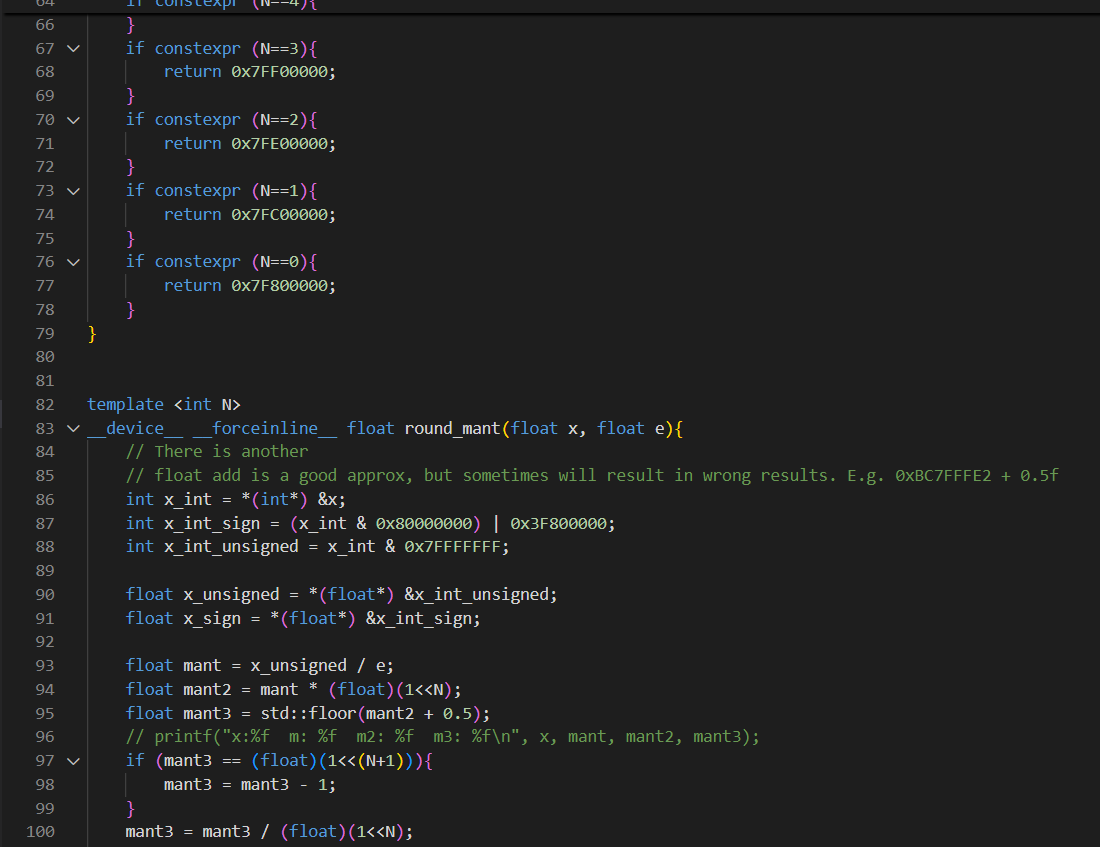 64 if constexpr (N==4){
66 }
67 if constexpr (N==3){
68 return 0x7FF00000;
69 }
70 if constexpr (N==2){
71 return 0x7FE00000;
72 }
73 if constexpr (N==1){
74 return 0x7FC00000;
75 }
76 if constexpr (N==0){
77 return 0x7F800000;
78 }
79 }
80
81
82 template <int N>
83 __device__ __forceinline__ float round_mant(float x, float e){
84 // There is another
85 // float add is a good approx, but sometimes will result in wrong results. E.g. 0xBC7FFFE2 + 0.5f
86 int x_int = *(int*) &x;
87 int x_int_sign = (x_int & 0x80000000) | 0x3F800000;
88 int x_int_unsigned = x_int & 0x7FFFFFFF;
89
90 float x_unsigned = *(float*) &x_int_unsigned;
91 float x_sign = *(float*) &x_int_sign;
92
93 float mant = x_unsigned / e;
94 float mant2 = mant * (float)(1<<N);
95 float mant3 = std::floor(mant2 + 0.5);
96 // printf("x:%f  m: %f  m2: %f  m3: %f\n", x, mant, mant2, mant3);
97 if (mant3 == (float)(1<<(N+1))){
98 mant3 = mant3 - 1;
99 }
100 mant3 = mant3 / (float)(1<<N);